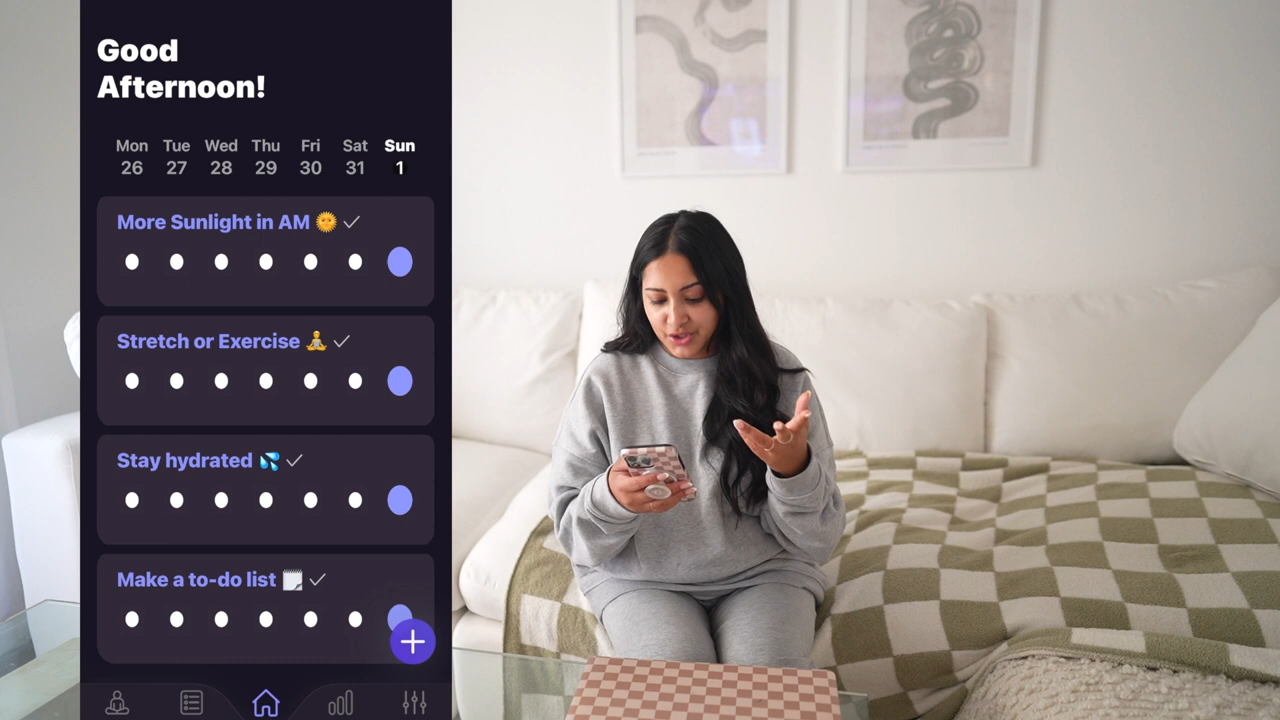 Good
Afternoon!
Mon Tue Wed Thu Fri Sat Sun
26 27 28 29 30 31 1
More Sunlight in AM 🌞 ✓
Stretch or Exercise 🧘 ✓
Stay hydrated 💦 ✓
Make a to-do list 🗒️ ✓
+